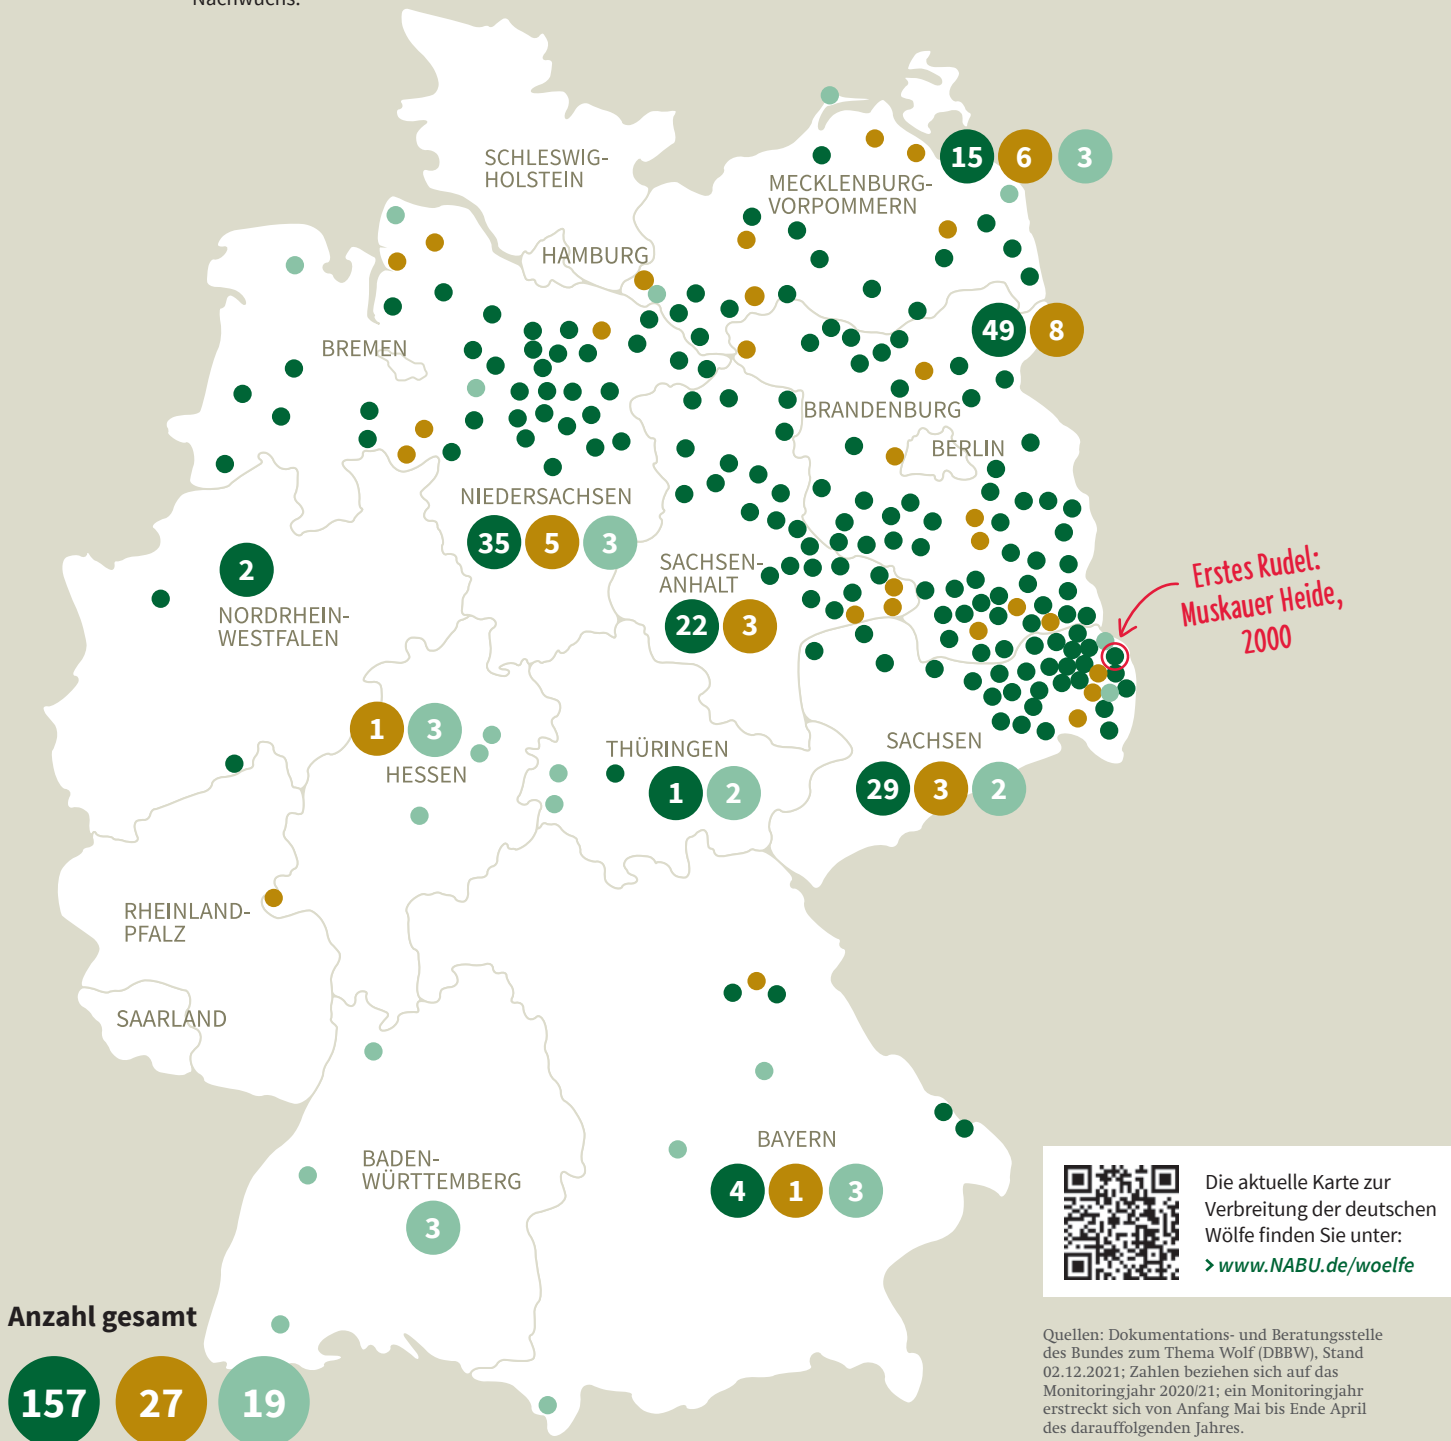 Nachwuchs.
SCHLESWIG-
HOLSTEIN
15 6 3
MECKLENBURG-
VORPOMMERN
HAMBURG
49 8
BREMEN
BRANDENBURG
BERLIN
NIEDERSACHSEN
35 5 3
SACHSEN-
ANHALT
22 3
2
NORDRHEIN-
WESTFALEN
Erstes Rudel:
Muskauer Heide,
2000
1 3
HESSEN
THÜRINGEN
1 2
SACHSEN
29 3 2
RHEINLAND-
PFALZ
SAARLAND
BADEN-
WÜRTTEMBERG
3
BAYERN
4 1 3
Die aktuelle Karte zur
Verbreitung der deutschen
Wölfe finden Sie unter:
> www.NABU.de/woelfe
Anzahl gesamt
157 27 19
Quellen: Dokumentations- und Beratungsstelle
des Bundes zum Thema Wolf (DBBW), Stand
02.12.2021; Zahlen beziehen sich auf das
Monitoringjahr 2020/21; ein Monitoringjahr
erstreckt sich von Anfang Mai bis Ende April
des darauffolgenden Jahres.